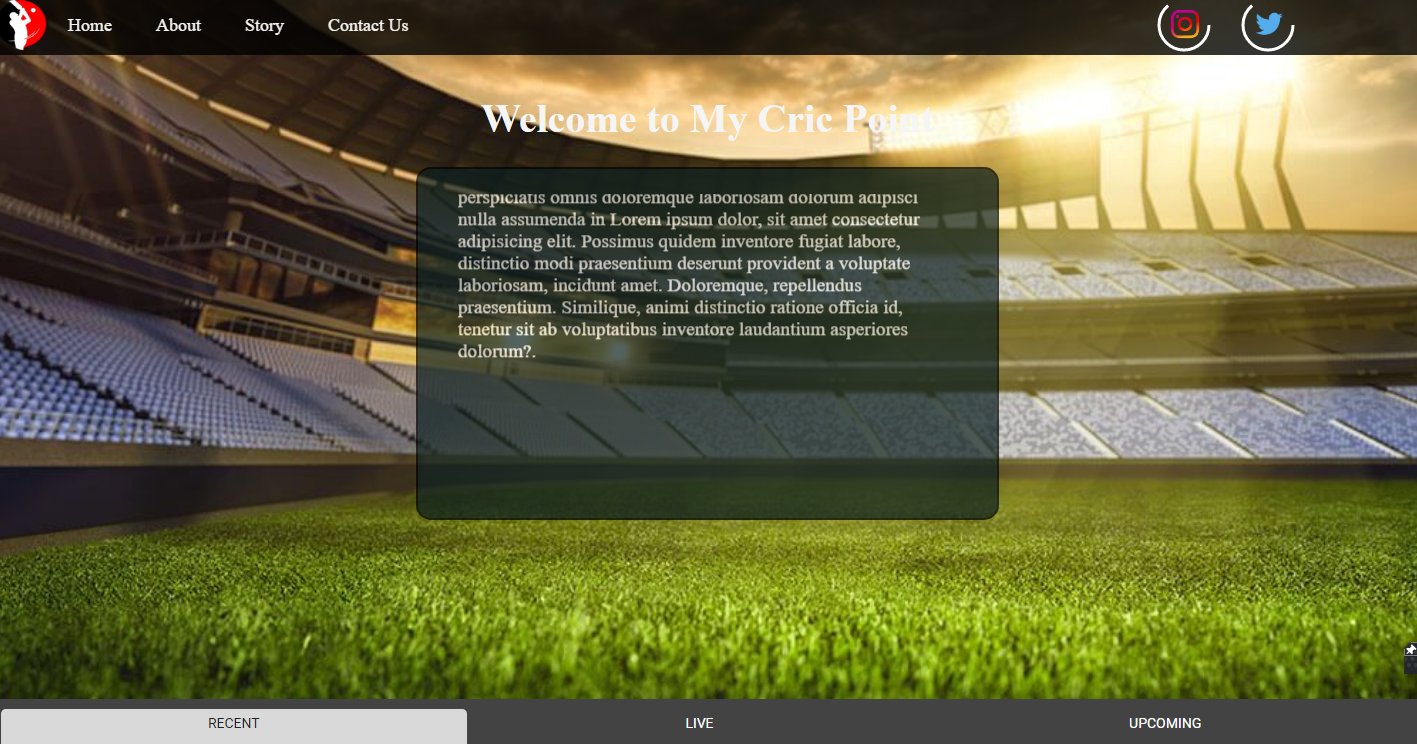 Home About Story Contact Us
Welcome to My Cric Point
perspiciatis omnis doloremque laboriosam dolorum adipisci
nulla assumenda in Lorem ipsum dolor, sit amet consectetur
adipisicing elit. Possimus quidem inventore fugiat labore,
distinctio modi praesentium deserunt provident a voluptate
laboriosam, incidunt amet. Doloremque, repellendus
praesentium. Similique, animi distinctio ratione officia id,
tenetur sit ab voluptatibus inventore laudantium asperiores
dolorum?.
RECENT LIVE UPCOMING